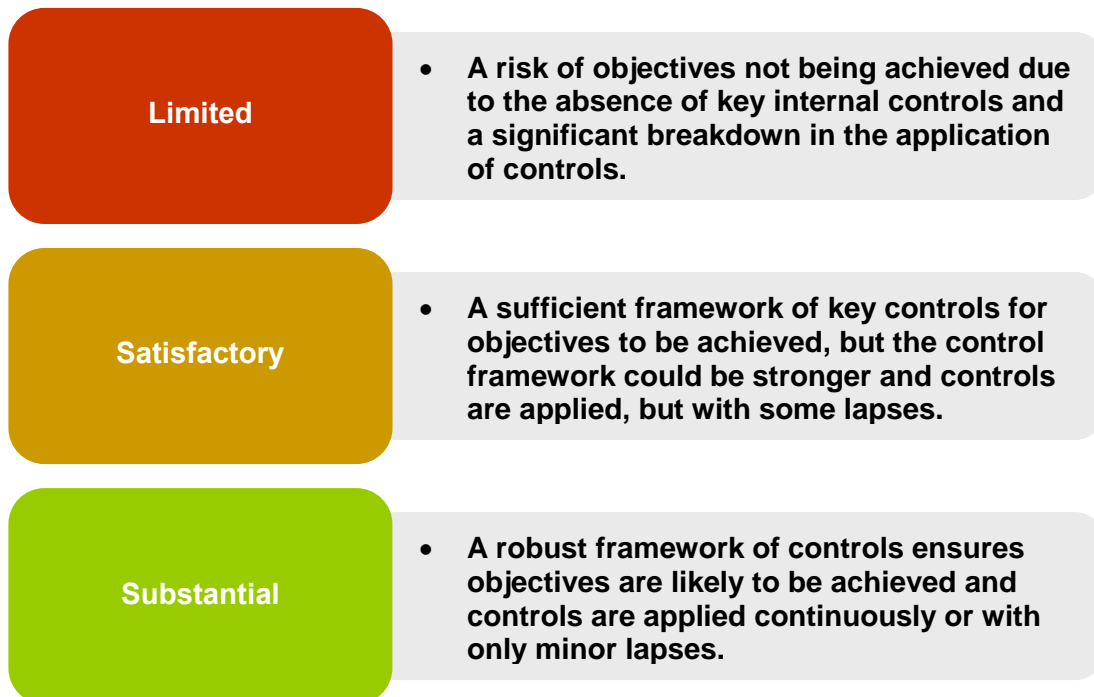 Limited
• A risk of objectives not being achieved due
to the absence of key internal controls and
a significant breakdown in the application
of controls.
Satisfactory
• A sufficient framework of key controls for
objectives to be achieved, but the control
framework could be stronger and controls
are applied, but with some lapses.
Substantial
• A robust framework of controls ensures
objectives are likely to be achieved and
controls are applied continuously or with
only minor lapses.